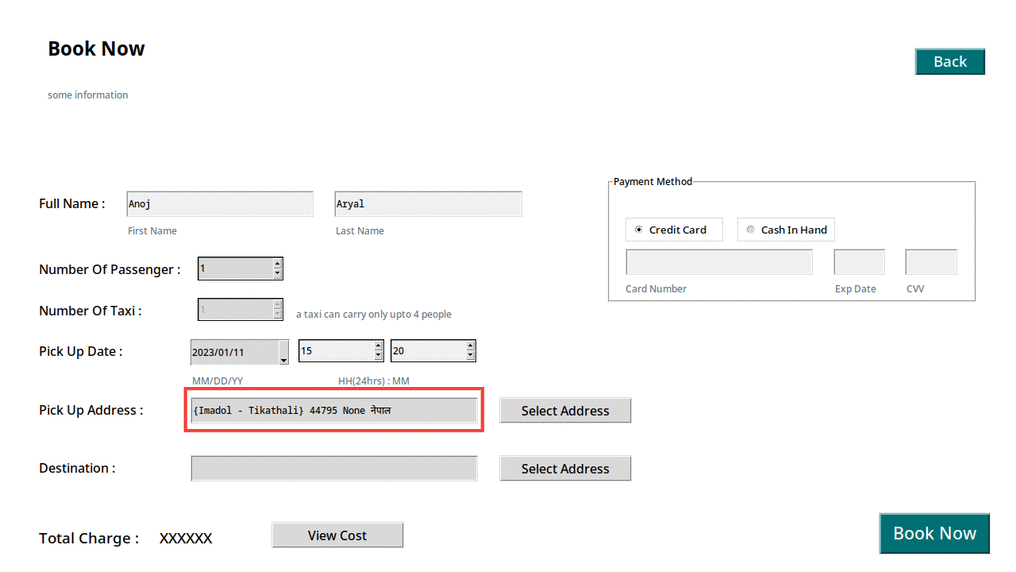 Book Now
Back
some information
Full Name :
Anoj
Aryal
First Name
Last Name
Payment Method
Credit Card
Cash In Hand
Card Number
Exp Date
CVV
Number Of Passenger :
1
Number Of Taxi :
1
a taxi can carry only upto 4 people
Pick Up Date :
2023/01/11
15
20
MM/DD/YY
HH(24hrs) : MM
Pick Up Address :
{Imadol - Tikathali} 44795 None नेपाल
Select Address
Destination :
Select Address
Total Charge :
XXXXXX
View Cost
Book Now